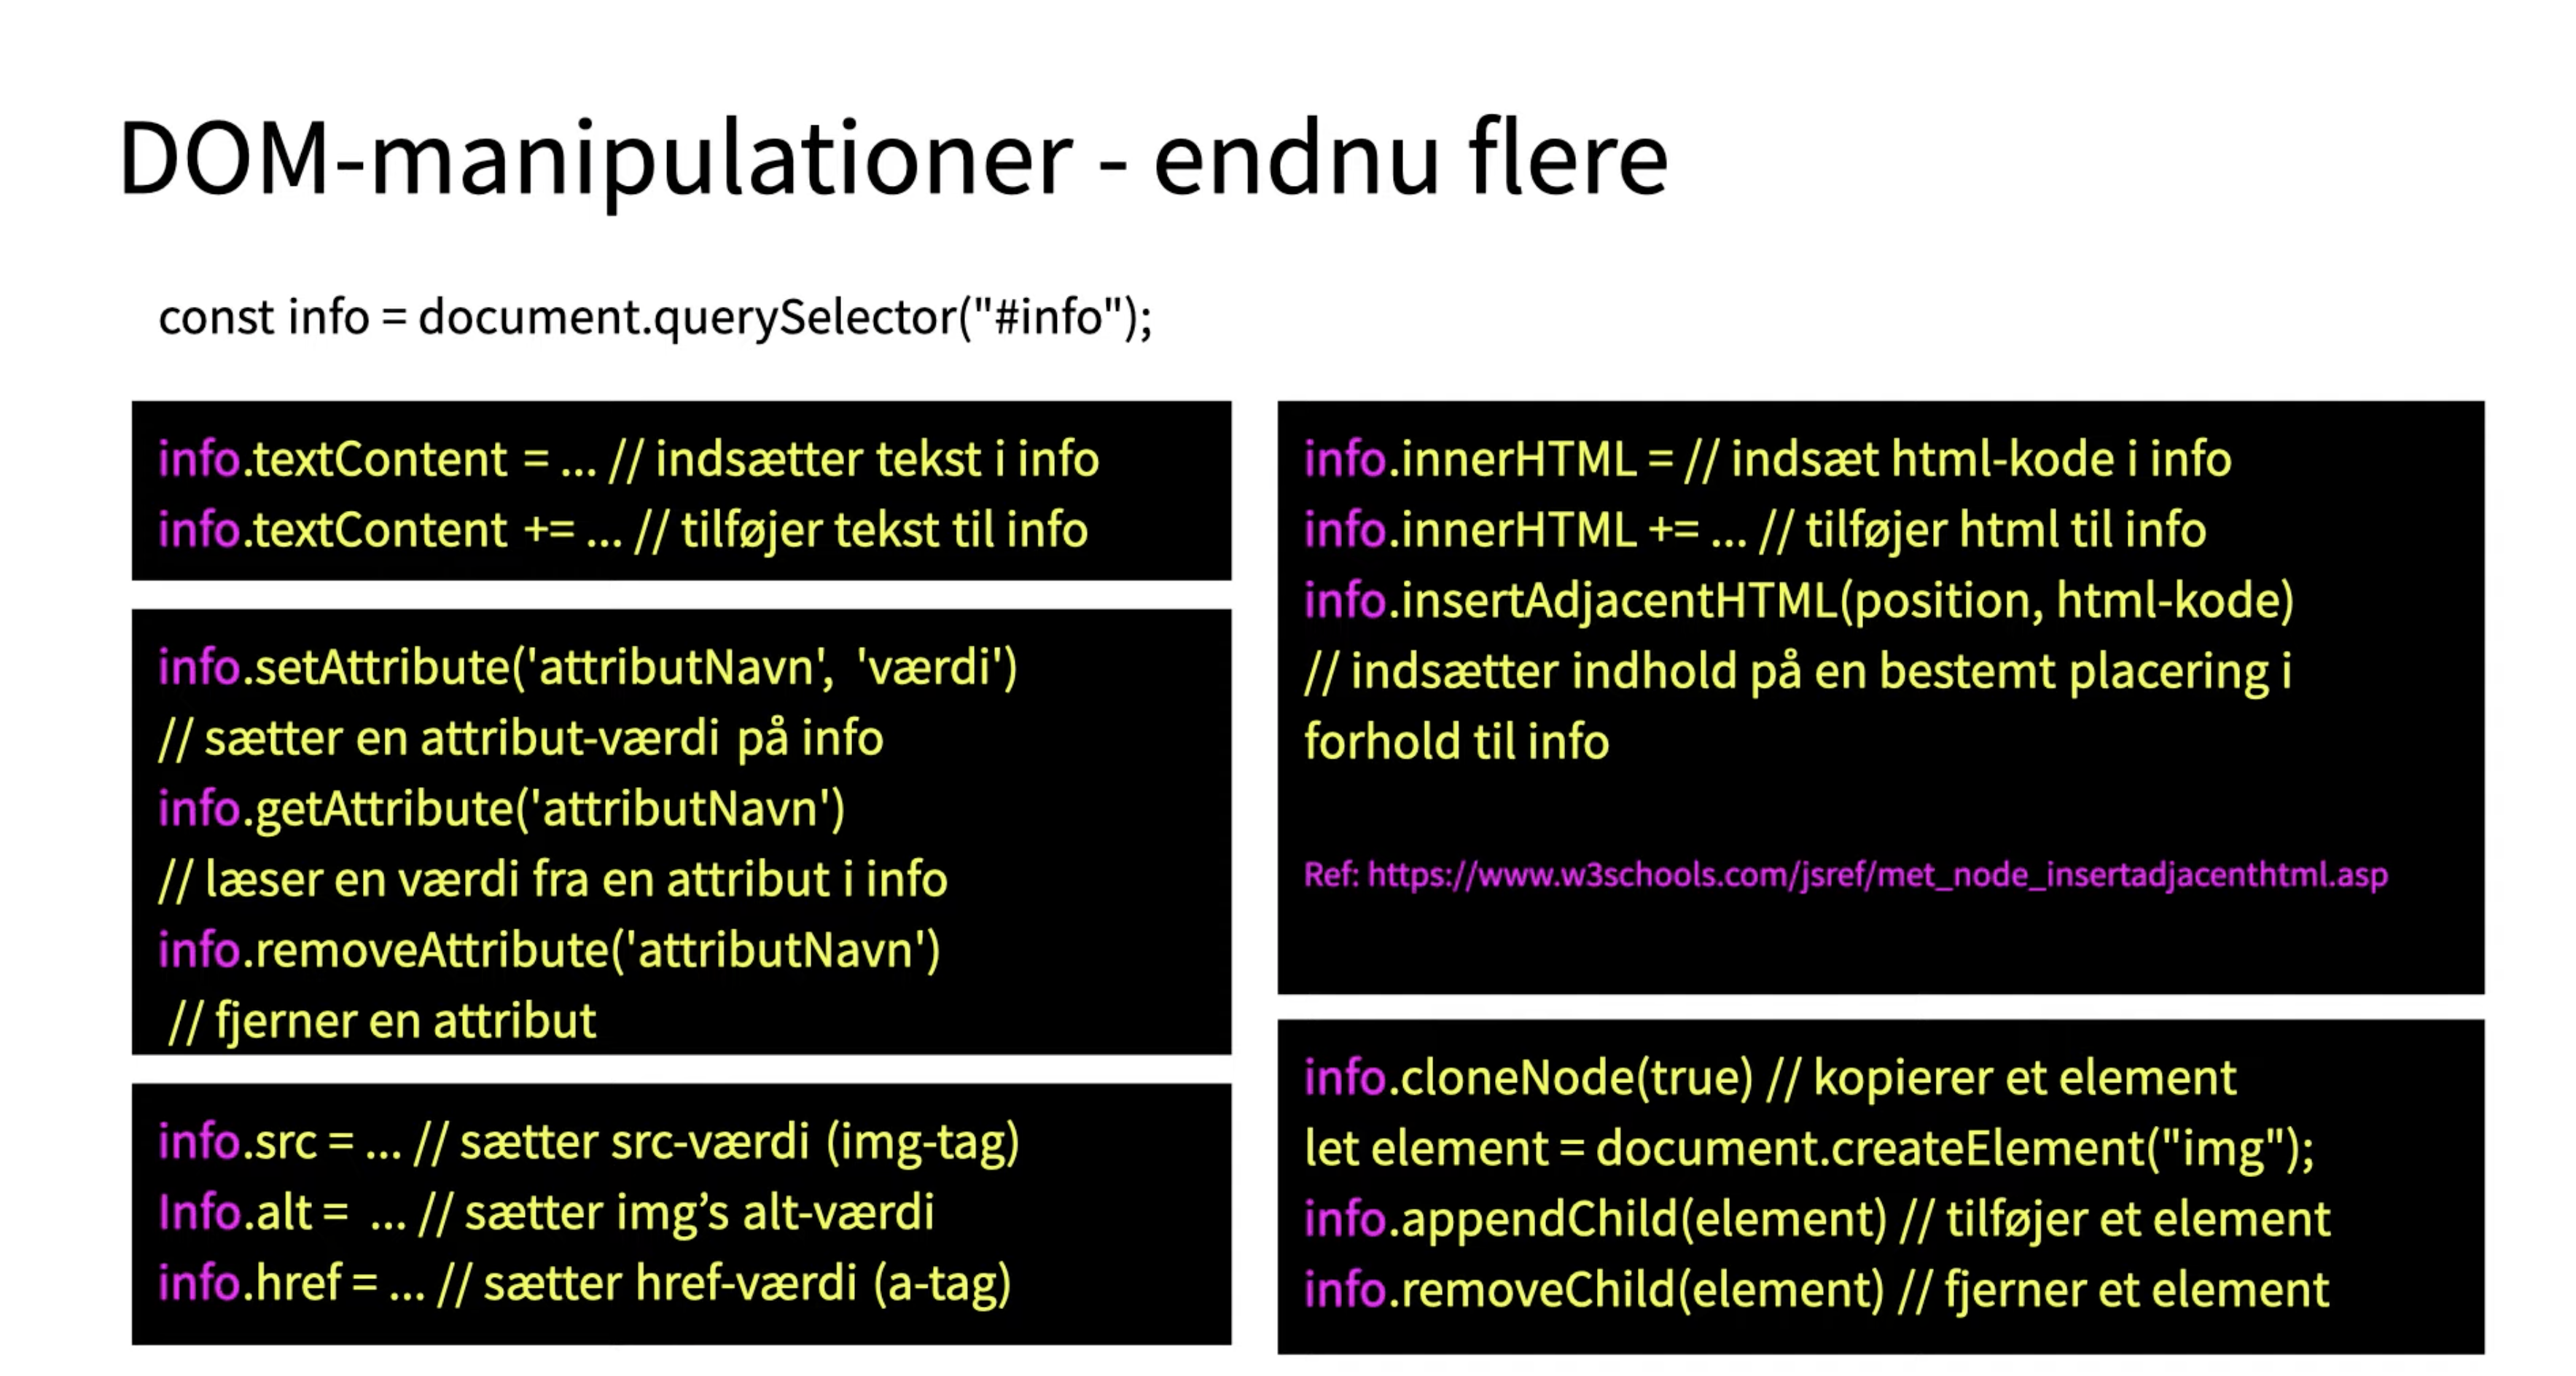 DOM-manipulationer - endnu flere
const info = document.querySelector("#info");
info.textContent = ... // indsætter tekst i info
info.textContent += ... // tilføjer tekst til info
info.setAttribute('attributNavn', 'værdi')
// sætter en attribut-værdi på info
info.getAttribute('attributNavn')
// læser en værdi fra en attribut i info
info.removeAttribute('attributNavn')
// fjerner en attribut
info.src = ... // sætter src-værdi (img-tag)
Info.alt = ... // sætter img’s alt-værdi
info.href = ... // sætter href-værdi (a-tag)
info.innerHTML = // indsæt html-kode i info
info.innerHTML += ... // tilføjer html til info
info.insertAdjacentHTML(position, html-kode)
// indsætter indhold på en bestemt placering i
forhold til info
Ref: https://www.w3schools.com/jsref/met_node_insertadjacenthtml.asp
info.cloneNode(true) // kopierer et element
let element = document.createElement("img");
info.appendChild(element) // tilføjer et element
info.removeChild(element) // fjerner et element